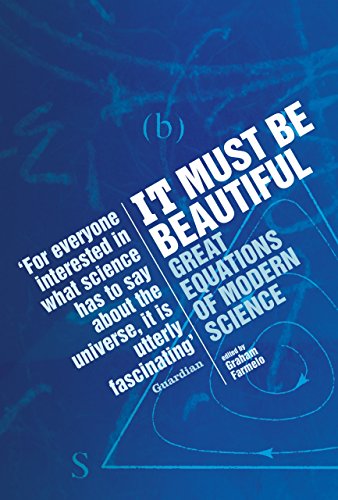 (b)
IT MUST BE
BEAUTIFUL
GREAT
EQUATIONS
OF MODERN
SCIENCE
edited by
Graham
Farmelo
'For everyone
interested in
what science
has to say
about the
universe, it is
utterly
fascinating'
Guardian
S